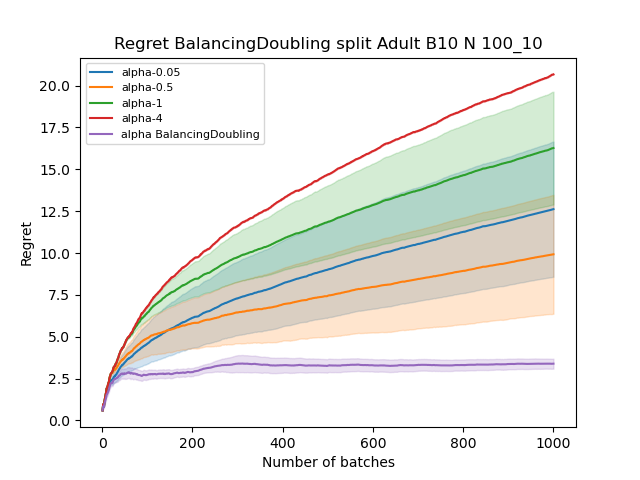 Regret BalancingDoubling split Adult B10 N 100_10
alpha-0.05
alpha-0.5
alpha-1
alpha-4
alpha BalancingDoubling
Regret
20.0
17.5
15.0
12.5
10.0
7.5
5.0
2.5
0.0
0 200 400 600 800 1000
Number of batches